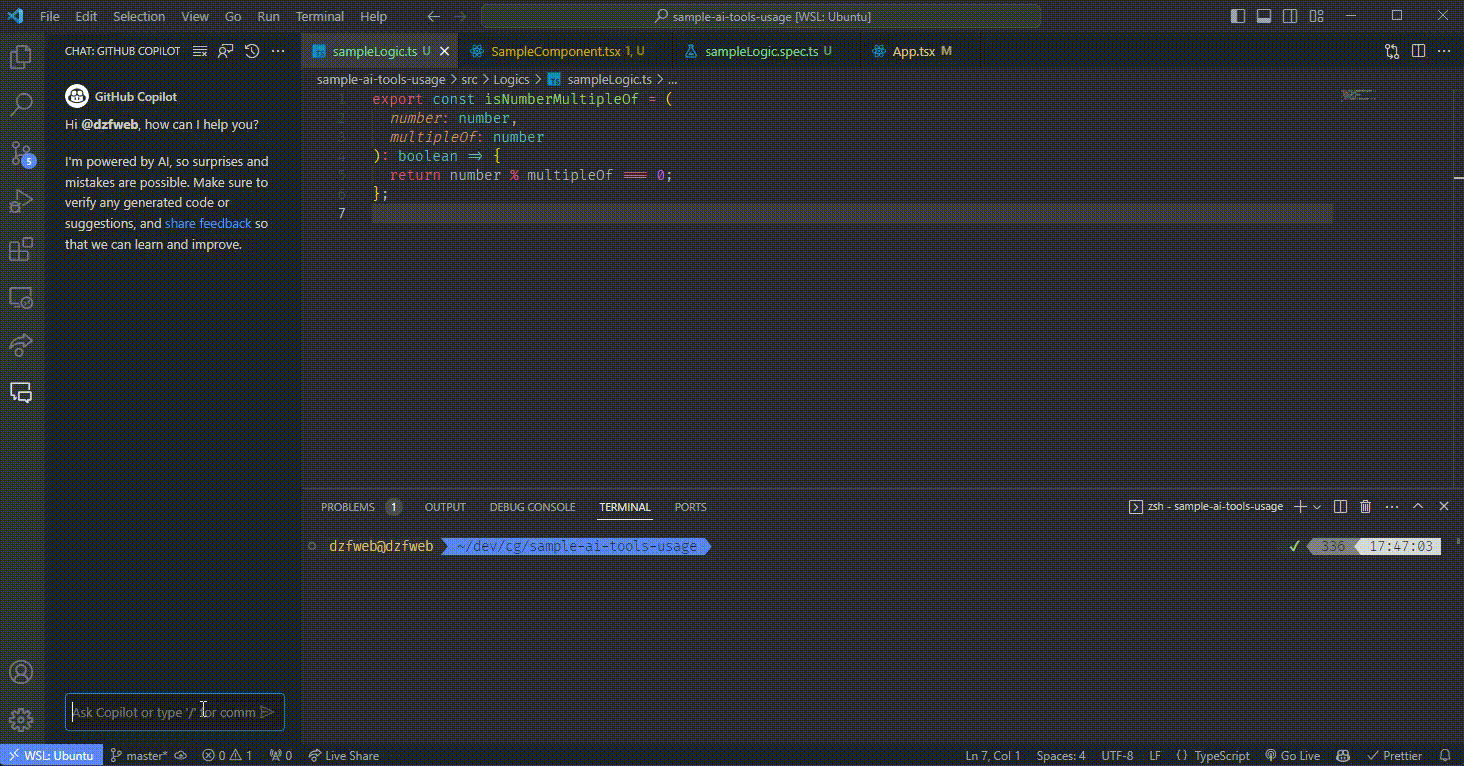 File Edit Selection View Go Run Terminal Help
sample-ai-tools-usage [WSL: Ubuntu]
CHAT: GITHUB COPILOT
sampleLogic.ts U
SampleComponent.tsx 1, U
sampleLogic.spec.ts U
App.tsx M
sample-ai-tools-usage > src > Logics > sampleLogic.ts > ...
5
GitHub Copilot
Hi @dzfweb, how can I help you?
I'm powered by AI, so surprises and
mistakes are possible. Make sure to
verify any generated code or
suggestions, and share feedback so
that we can learn and improve.
Ask Copilot or type '/' for comm
1 export const isNumberMultipleOf = (
2 number: number,
3 multipleOf: number
4 ): boolean => {
5 return number % multipleOf === 0;
6 };
7
PROBLEMS 1 OUTPUT DEBUG CONSOLE TERMINAL PORTS
zsh - sample-ai-tools-usage
dzfweb@dzfweb ~/dev/cg/sample-ai-tools-usage
336 17:47:03
WSL: Ubuntu master* 0 1 0 Live Share
Ln 7, Col 1 Spaces: 4 UTF-8 LF {} TypeScript Go Live Prettier